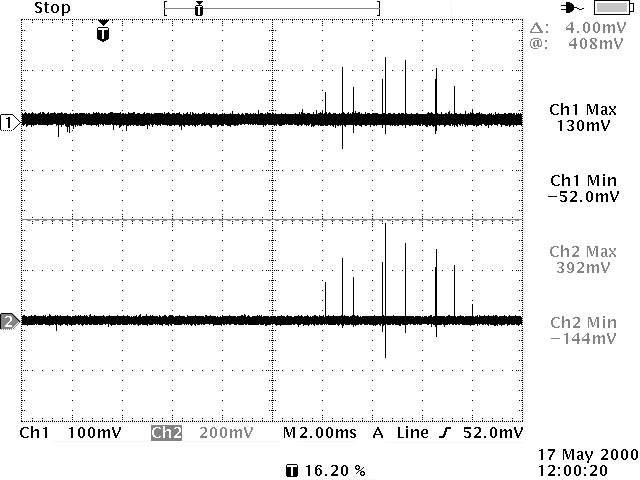 Stop
T
T
Δ: 4.00mV
@: 408mV
1
Ch1 Max
130mV
Ch1 Min
−52.0mV
Ch2 Max
392mV
2
Ch2 Min
−144mV
Ch1 100mV Ch2 200mV M 2.00ms A Line 52.0mV
T 16.20 %
17 May 2000
12:00:20